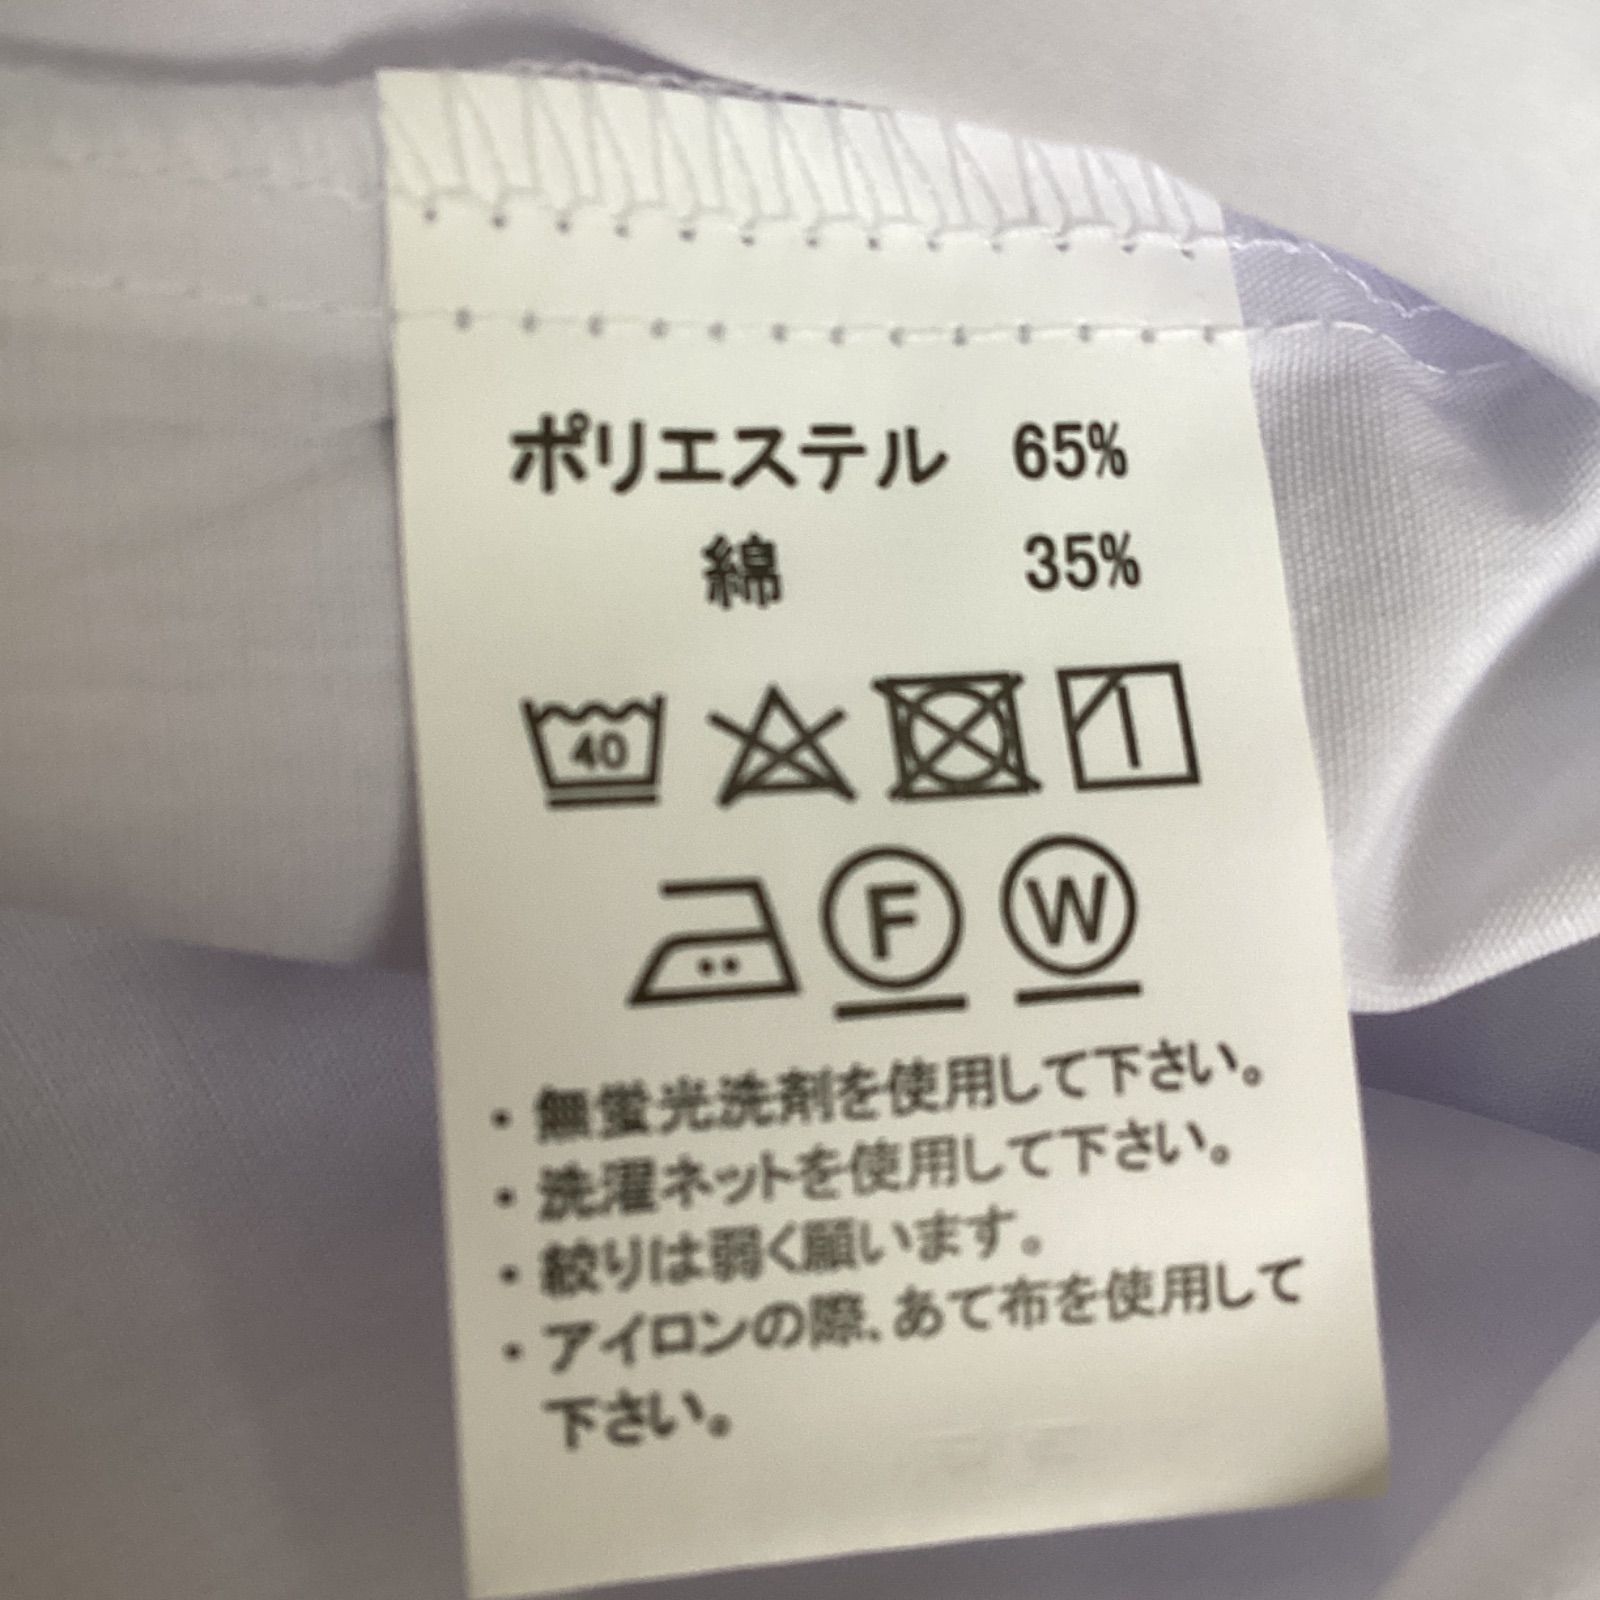 ポリエステル 65%
綿 35%
40
F W
・無蛍光洗剤を使用して下さい。
・洗濯ネットを使用して下さい。
・絞りは弱く願います。
・アイロンの際、あて布を使用して
下さい。